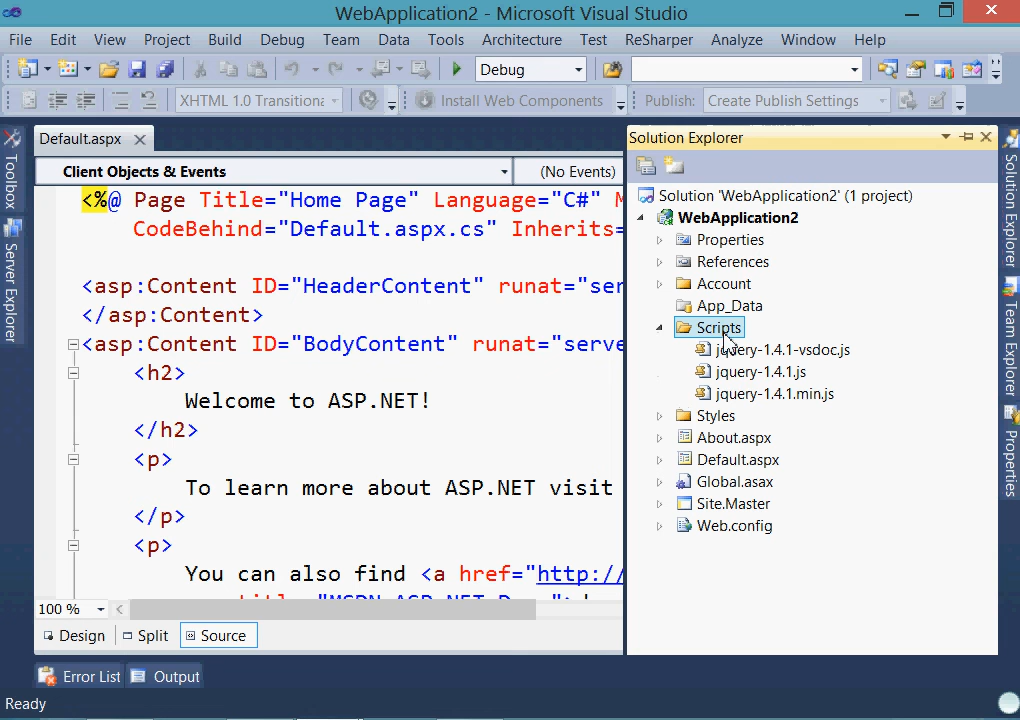 WebApplication2 - Microsoft Visual Studio
File Edit View Project Build Debug Team Data Tools Architecture Test ReSharper Analyze Window Help
Debug
XHTML 1.0 Transitiona Install Web Components Publish: Create Publish Settings
Toolbox
Server Explorer
Default.aspx
Client Objects & Events (No Events)
<%@ Page Title="Home Page" Language="C#" M
CodeBehind="Default.aspx.cs" Inherits=
<asp:Content ID="HeaderContent" runat="ser
</asp:Content>
<asp:Content ID="BodyContent" runat="serve
<h2>
Welcome to ASP.NET!
</h2>
<p>
To learn more about ASP.NET visit
</p>
<p>
You can also find <a href="http://
100 %
Design Split Source
Solution Explorer
Solution 'WebApplication2' (1 project)
WebApplication2
Properties
References
Account
App_Data
Scripts
jquery-1.4.1-vsdoc.js
jquery-1.4.1.js
jquery-1.4.1.min.js
Styles
About.aspx
Default.aspx
Global.asax
Site.Master
Web.config
Solution Explorer
Team Explorer
Properties
Error List Output
Ready